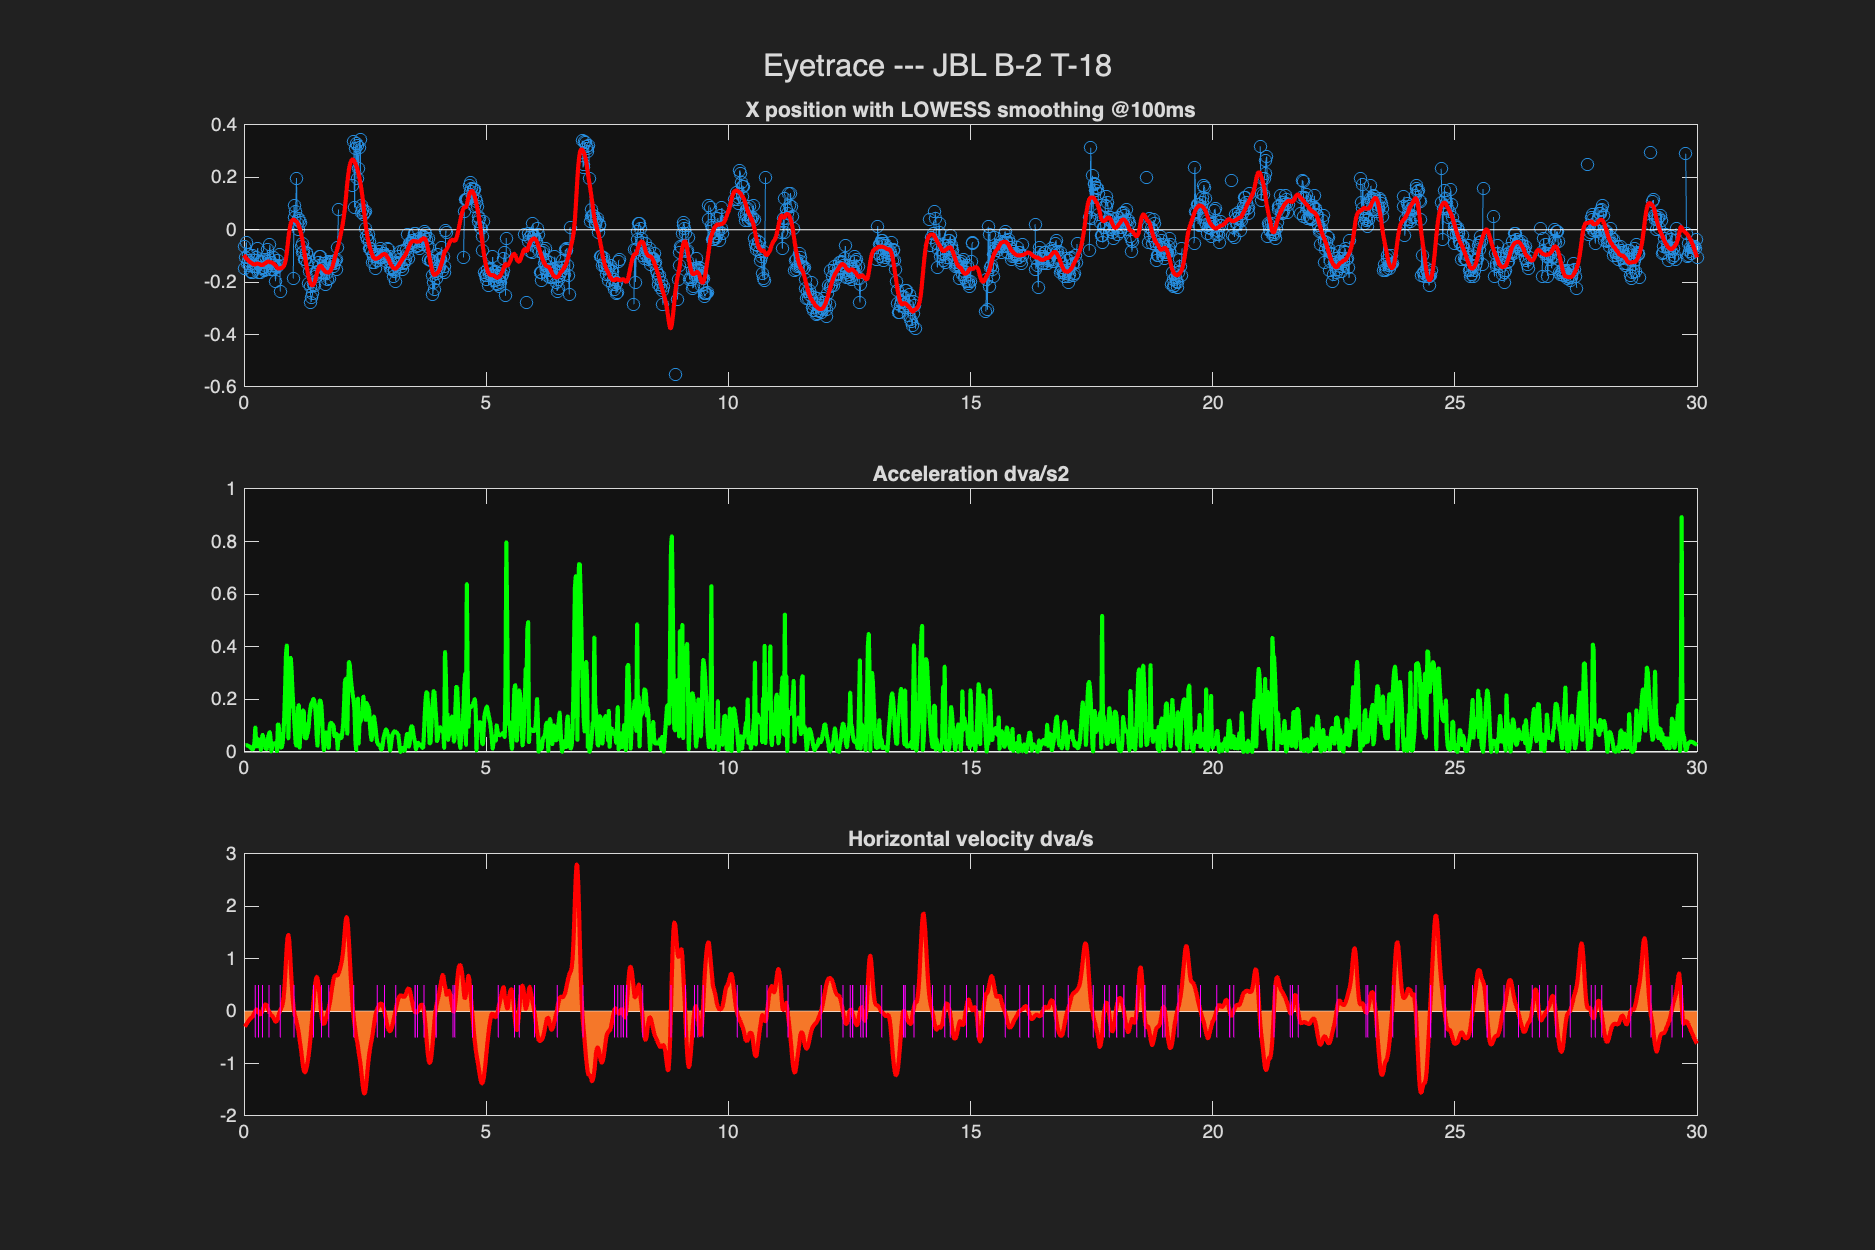 Eyetrace --- JBL B-2 T-18
X position with LOWESS smoothing @100ms
0.4
0.2
0
-0.2
-0.4
-0.6
0 5 10 15 20 25 30
Acceleration dva/s2
1
0.8
0.6
0.4
0.2
0
0 5 10 15 20 25 30
Horizontal velocity dva/s
3
2
1
0
-1
-2
0 5 10 15 20 25 30